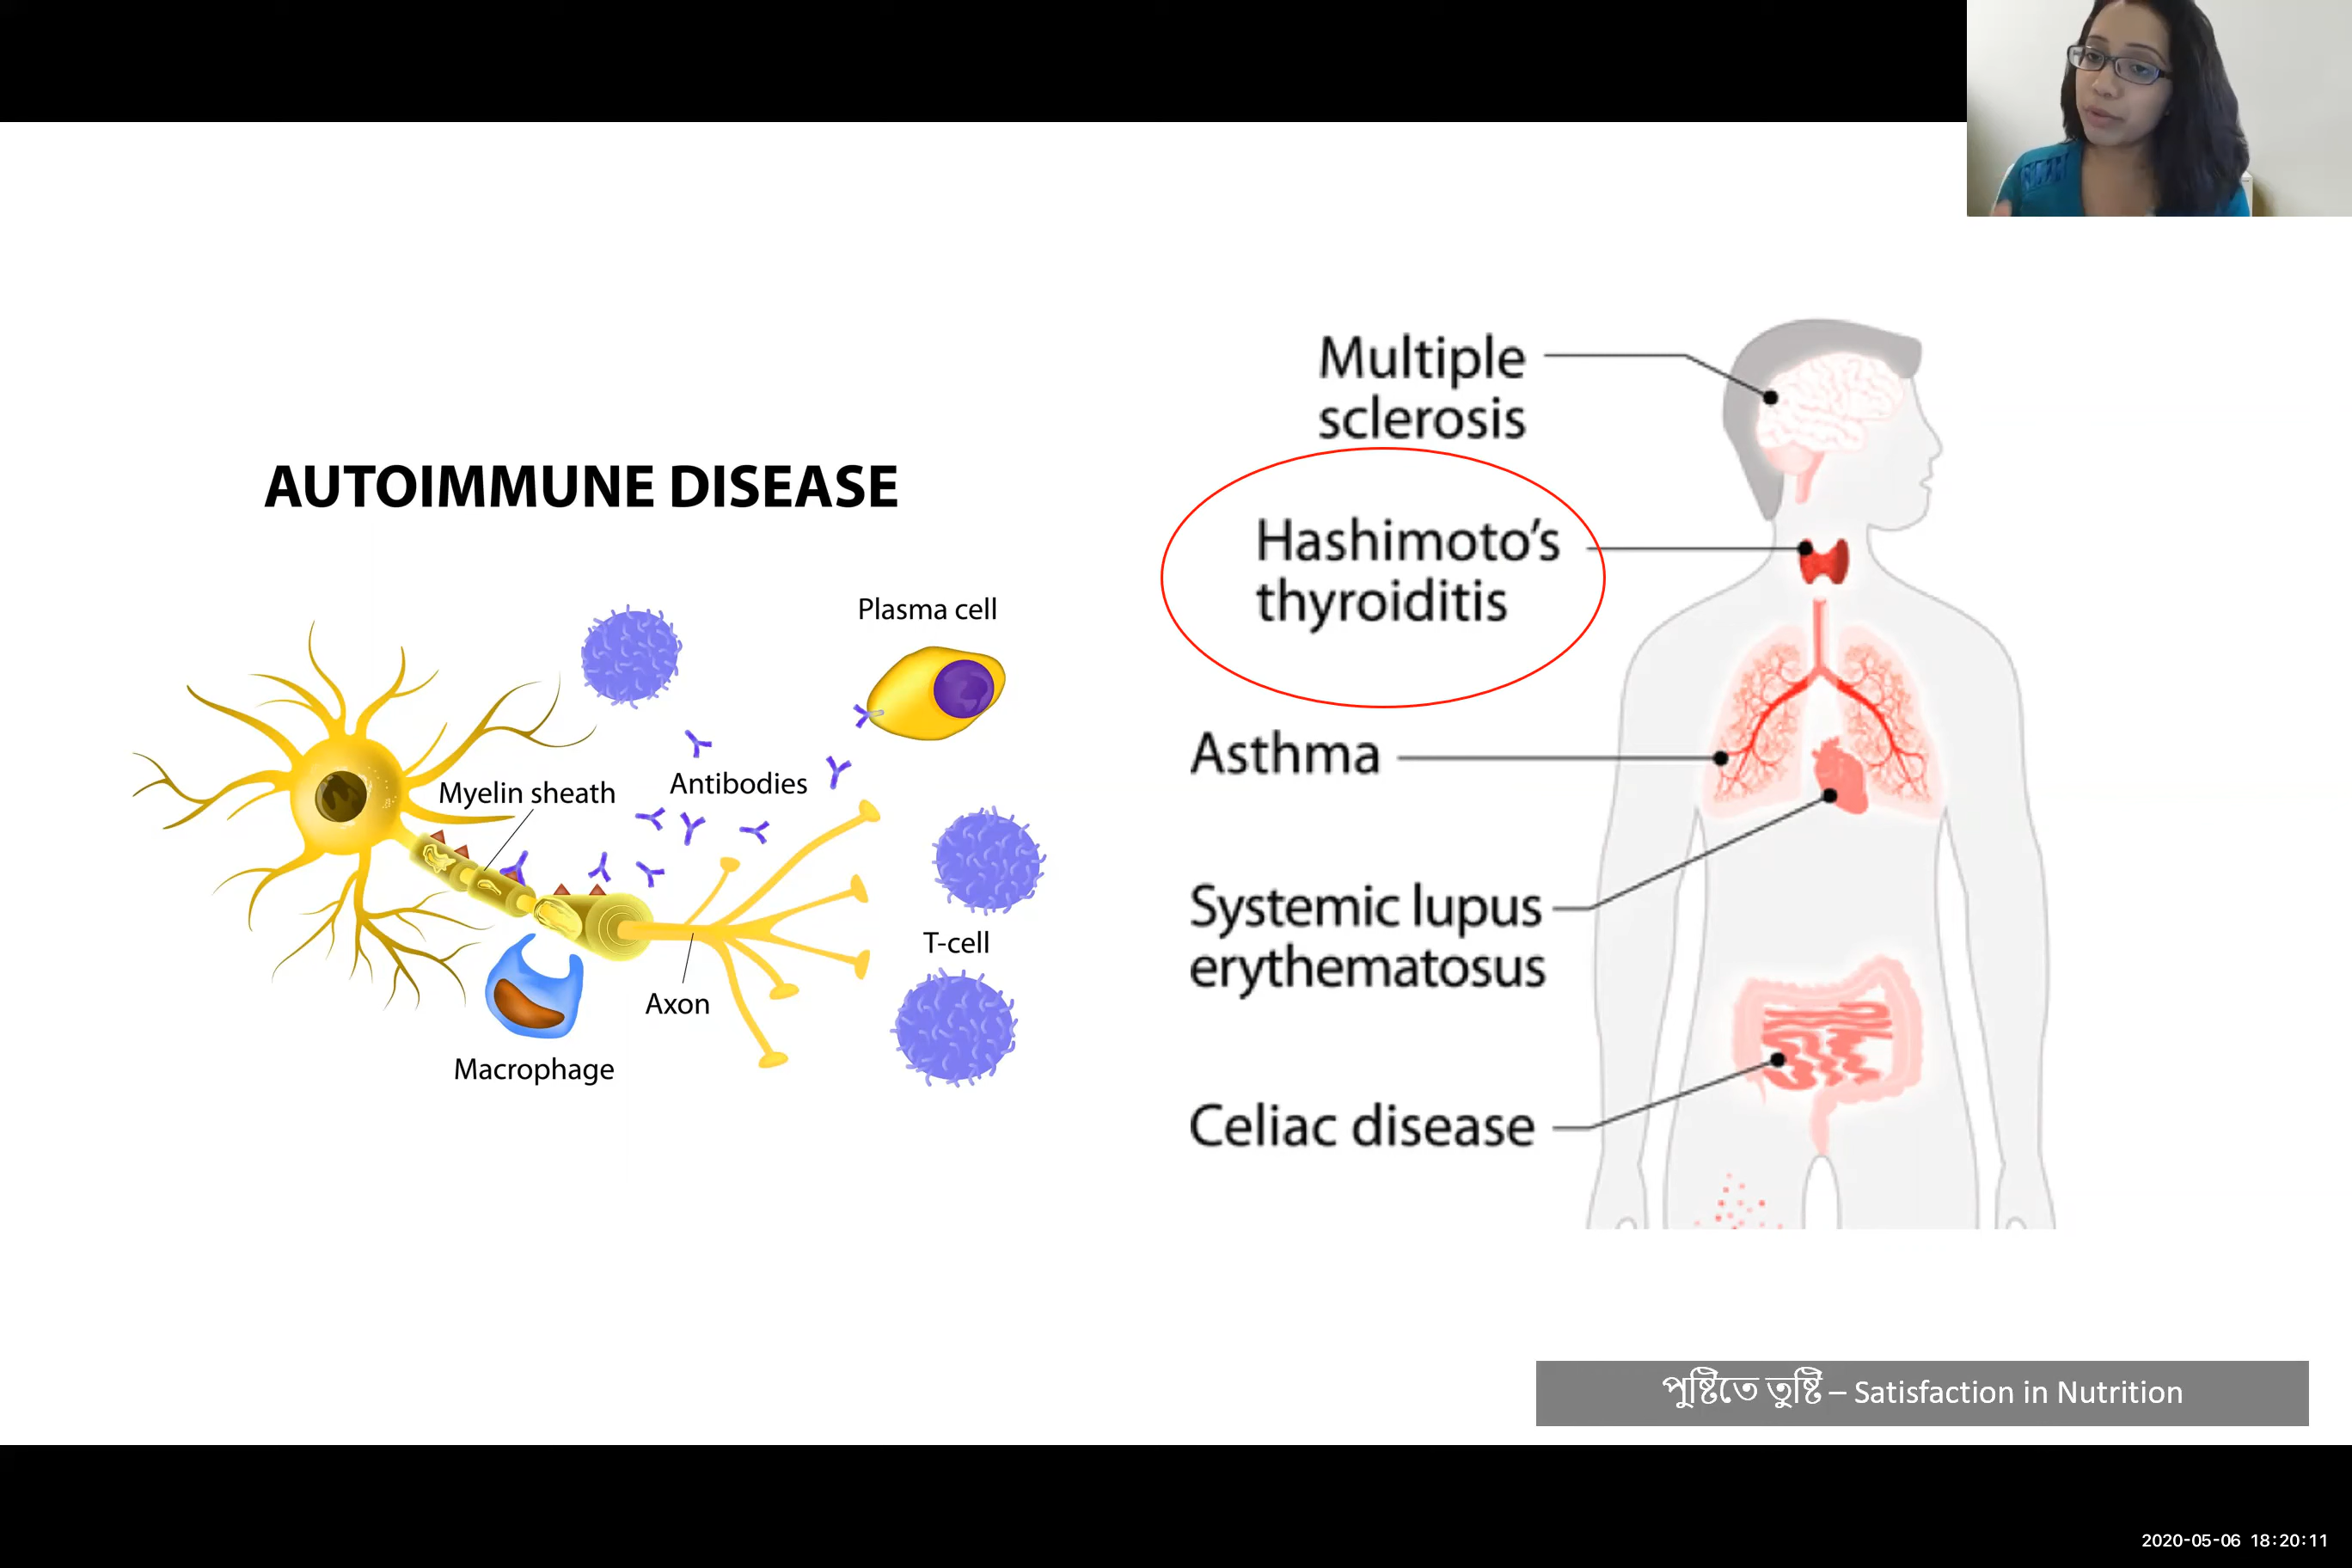 AUTOIMMUNE DISEASE
Plasma cell
Myelin sheath
Antibodies
T-cell
Axon
Macrophage
Multiple
sclerosis
Hashimoto's
thyroiditis
Asthma
Systemic lupus
erythematosus
Celiac disease
পুষ্টিতে তুষ্টি – Satisfaction in Nutrition
2020-05-06 18:20:11